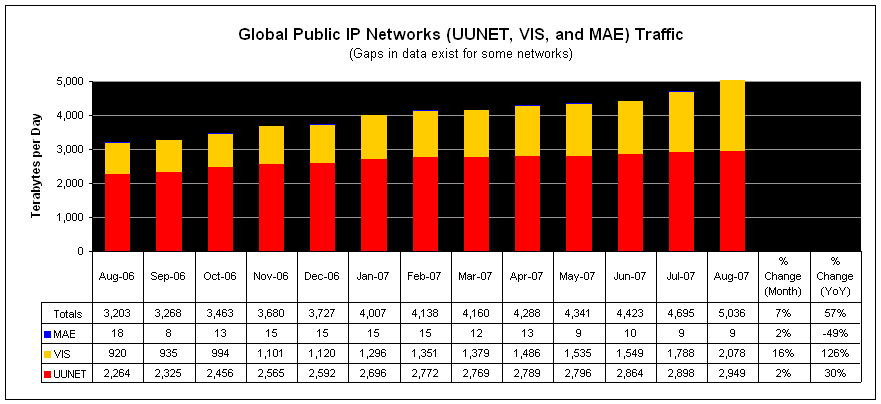 Global Public IP Networks (UUNET, VIS, and MAE) Traffic
(Gaps in data exist for some networks)
Terabytes per Day
5,000
4,000
3,000
2,000
1,000
0
Aug-06 Sep-06 Oct-06 Nov-06 Dec-06 Jan-07 Feb-07 Mar-07 Apr-07 May-07 Jun-07 Jul-07 Aug-07 % Change (Month) % Change (YoY)
Totals 3,203 3,268 3,463 3,680 3,727 4,007 4,138 4,160 4,288 4,341 4,423 4,695 5,036 7% 57%
MAE 18 8 13 15 15 15 15 12 13 9 10 9 9 2% -49%
VIS 920 935 994 1,101 1,120 1,296 1,351 1,379 1,486 1,535 1,549 1,788 2,078 16% 126%
UUNET 2,264 2,325 2,456 2,565 2,592 2,696 2,772 2,769 2,789 2,796 2,864 2,898 2,949 2% 30%